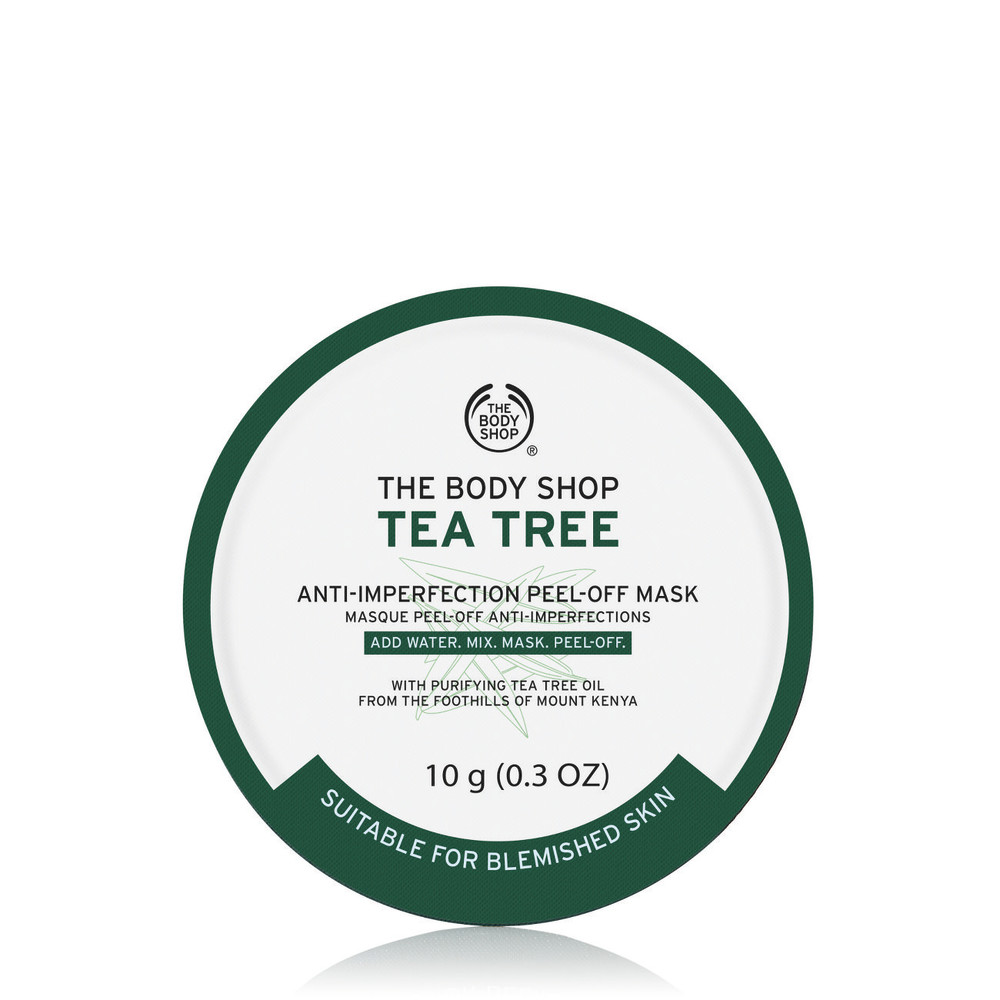 THE
BODY
SHOP
®
THE BODY SHOP
TEA TREE
ANTI-IMPERFECTION PEEL-OFF MASK
MASQUE PEEL-OFF ANTI-IMPERFECTIONS
ADD WATER. MIX. MASK. PEEL-OFF.
WITH PURIFYING TEA TREE OIL
FROM THE FOOTHILLS OF MOUNT KENYA
10 g (0.3 OZ)
SUITABLE FOR BLEMISHED SKIN